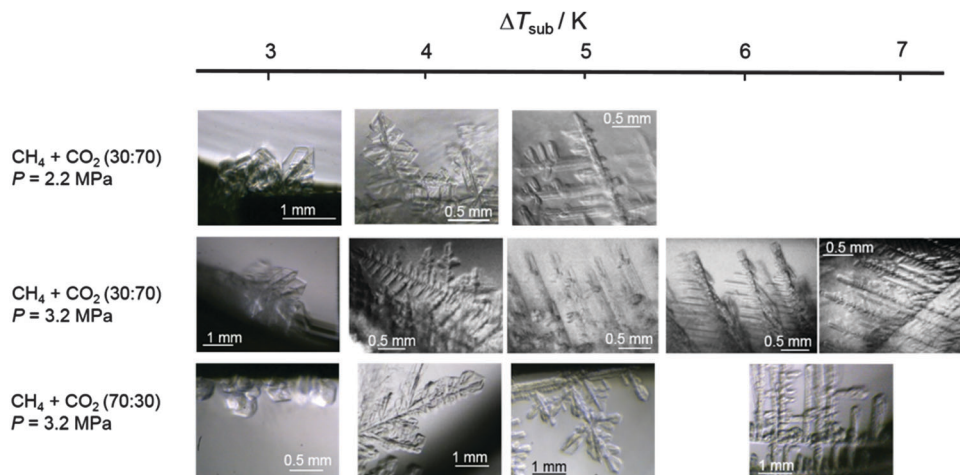 ΔTsub / K
3 4 5 6 7
CH4 + CO2 (30:70)
P = 2.2 MPa
1 mm
0.5 mm
0.5 mm
CH4 + CO2 (30:70)
P = 3.2 MPa
1 mm
0.5 mm
0.5 mm
0.5 mm
0.5 mm
CH4 + CO2 (70:30)
P = 3.2 MPa
0.5 mm
1 mm
0.5 mm
1 mm